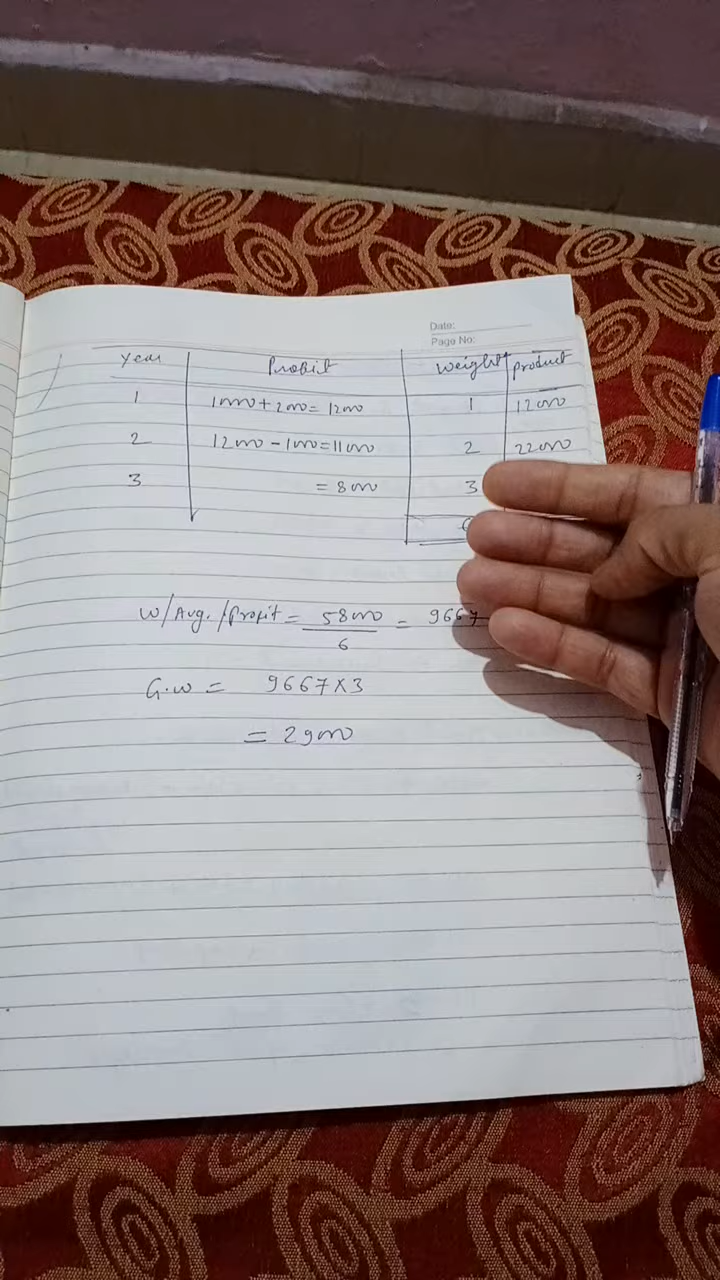 Date:
Page No:
Year Profit Weight Product
1 10000 + 2000 = 12000 1 12000
2 12000 - 1000 = 11000 2 22000
3 = 8000 3
W/Avg./Profit = 58000 = 9667
6
G.W = 9667 X 3
= 29000